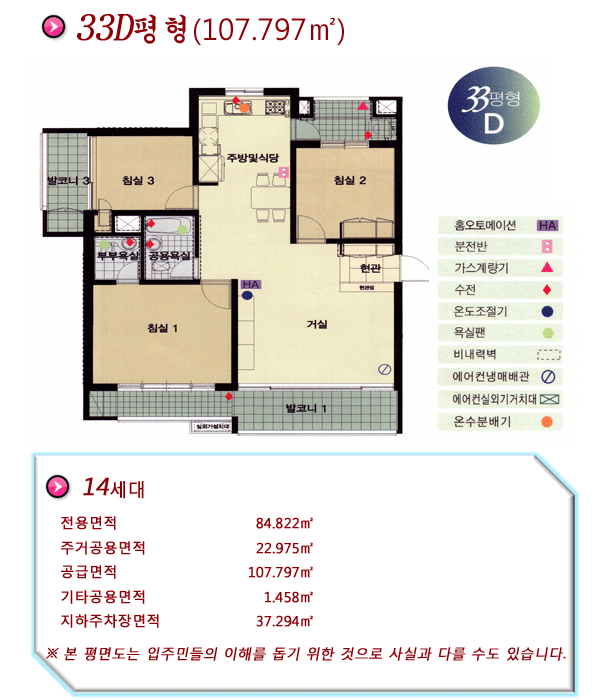 33D평 형 (107.797㎡)
33평형
D
주방및식당
발코니 3
침실 3
침실 2
부부욕실
공용욕실
현관
현관장
HA
침실 1
거실
발코니 1
실외기설치대
홈오토메이션 HA
분전반
가스계량기
수전
온도조절기
욕실팬
비내력벽
에어컨냉매배관
에어컨실외기거치대
온수분배기
14세대
전용면적 84.822㎡
주거공용면적 22.975㎡
공급면적 107.797㎡
기타공용면적 1.458㎡
지하주차장면적 37.294㎡
※ 본 평면도는 입주민들의 이해를 돕기 위한 것으로 사실과 다를 수도 있습니다.